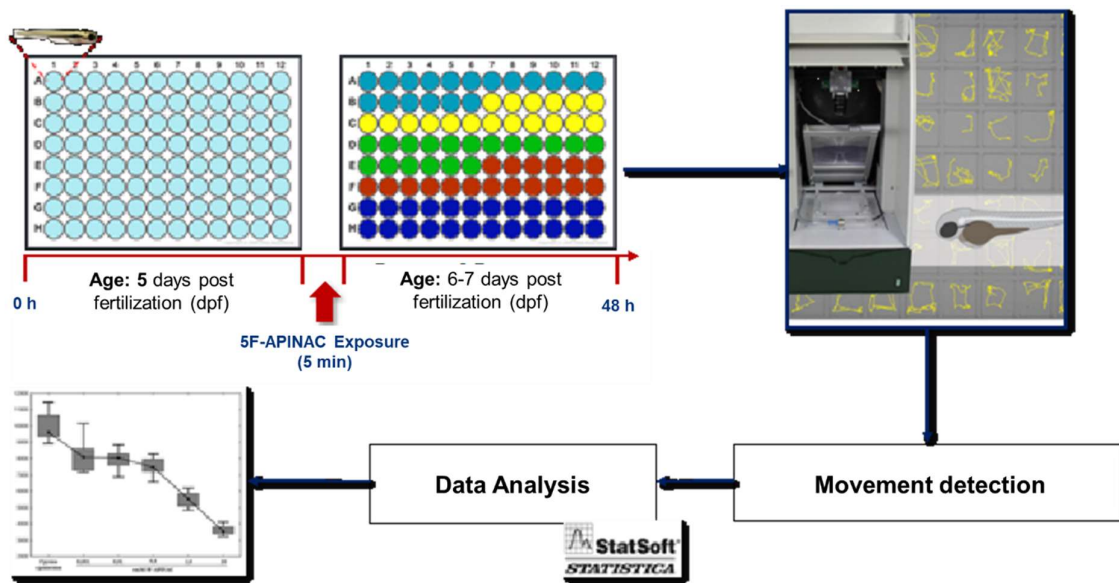 1 2 3 4 5 6 7 8 9 10 11 12
A
B
C
D
E
F
G
H
1 2 3 4 5 6 7 8 9 10 11 12
A
B
C
D
E
F
G
H
Age: 5 days post
fertilization (dpf)
Age: 6-7 days post
fertilization (dpf)
0 h
48 h
5F-APINAC Exposure
(5 min)
Movement detection
Data Analysis
StatSoft®
STATISTICA